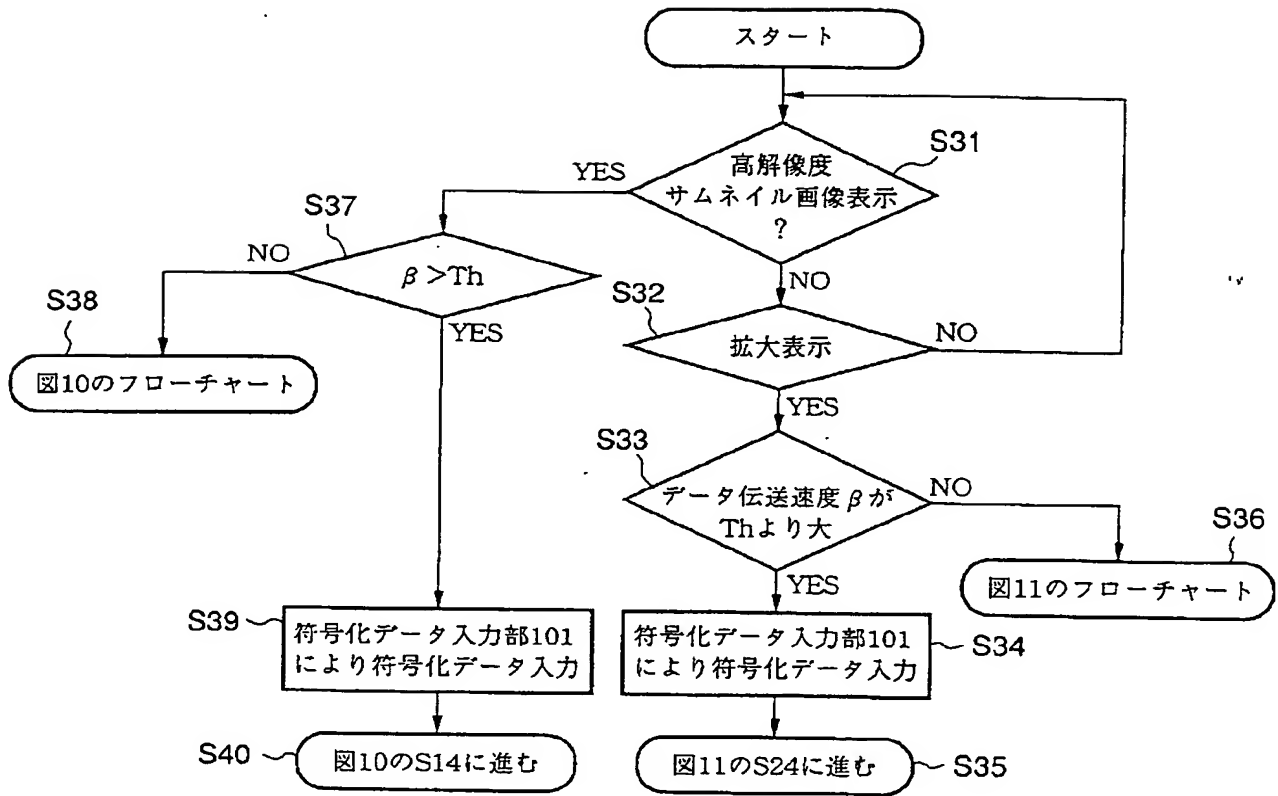 スタート
S31
高解像度
サムネイル画像表示
?
YES
NO
S37
β>Th
NO
YES
S38
図10のフローチャート
S32
拡大表示
NO
YES
S33
データ伝送速度βが
Thより大
NO
YES
S36
図11のフローチャート
S39
符号化データ入力部101
により符号化データ入力
S34
符号化データ入力部101
により符号化データ入力
S40
図10のS14に進む
S35
図11のS24に進む